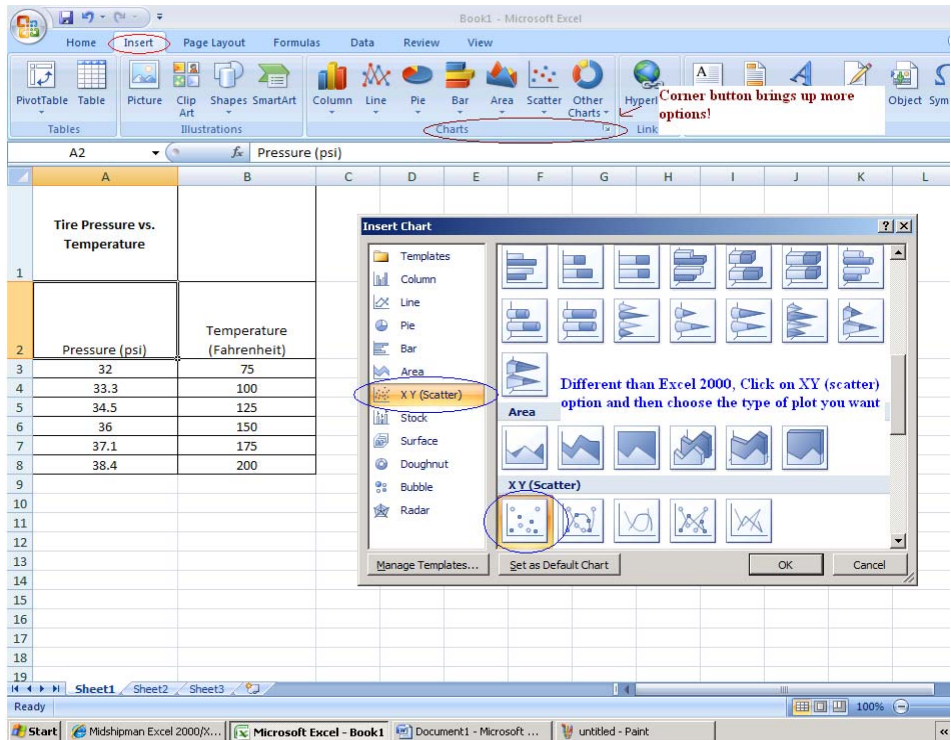 Book1 - Microsoft Excel
Home Insert Page Layout Formulas Data Review View
PivotTable Table Picture Clip Art Shapes SmartArt Column Line Pie Bar Area Scatter Other Charts Object
Tables Illustrations Charts
Corner button brings up more
options!
A2 fx Pressure (psi)
A B C D E F G H I J K L
Tire Pressure vs.
Temperature
1
Temperature
2 Pressure (psi) (Fahrenheit)
3 32 75
4 33.3 100
5 34.5 125
6 36 150
7 37.1 175
8 38.4 200
9
10
11
12
13
14
15
16
17
18
19
Insert Chart
Templates
Column
Line
Pie
Bar
Area
X Y (Scatter)
Stock
Surface
Doughnut
Bubble
Radar
Different than Excel 2000, Click on XY (scatter)
option and then choose the type of plot you want
Area
X Y (Scatter)
Manage Templates... Set as Default Chart OK Cancel
Sheet1 Sheet2 Sheet3
Ready 100%
Start Midshipman Excel 2000/X... Microsoft Excel - Book1 Document1 - Microsoft ... untitled - Paint